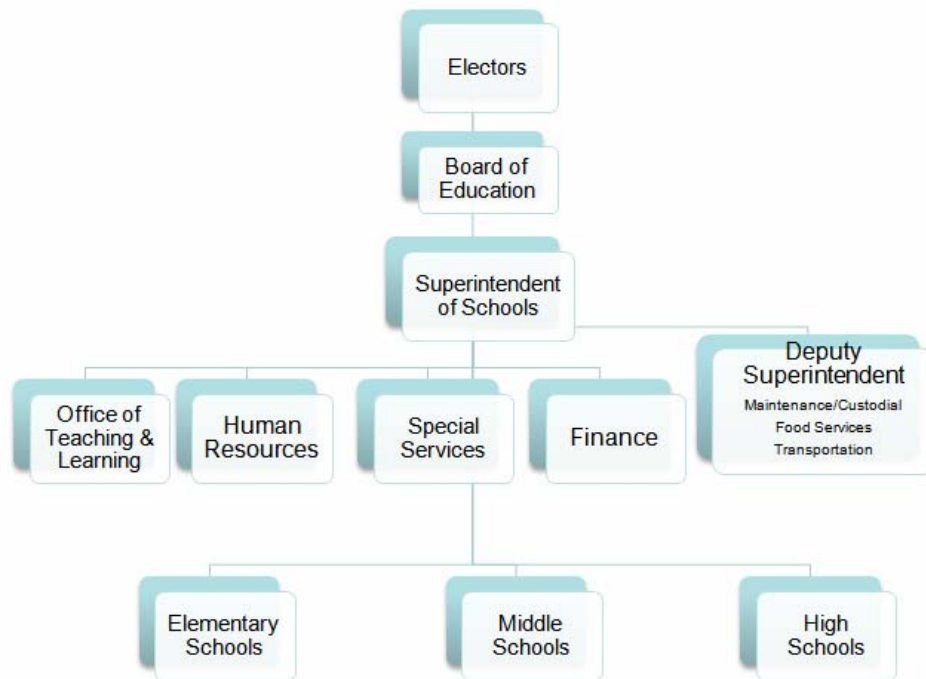 Electors
Board of
Education
Superintendent
of Schools
Deputy
Superintendent
Maintenance/Custodial
Food Services
Transportation
Office of
Teaching &
Learning
Human
Resources
Special
Services
Finance
Elementary
Schools
Middle
Schools
High
Schools